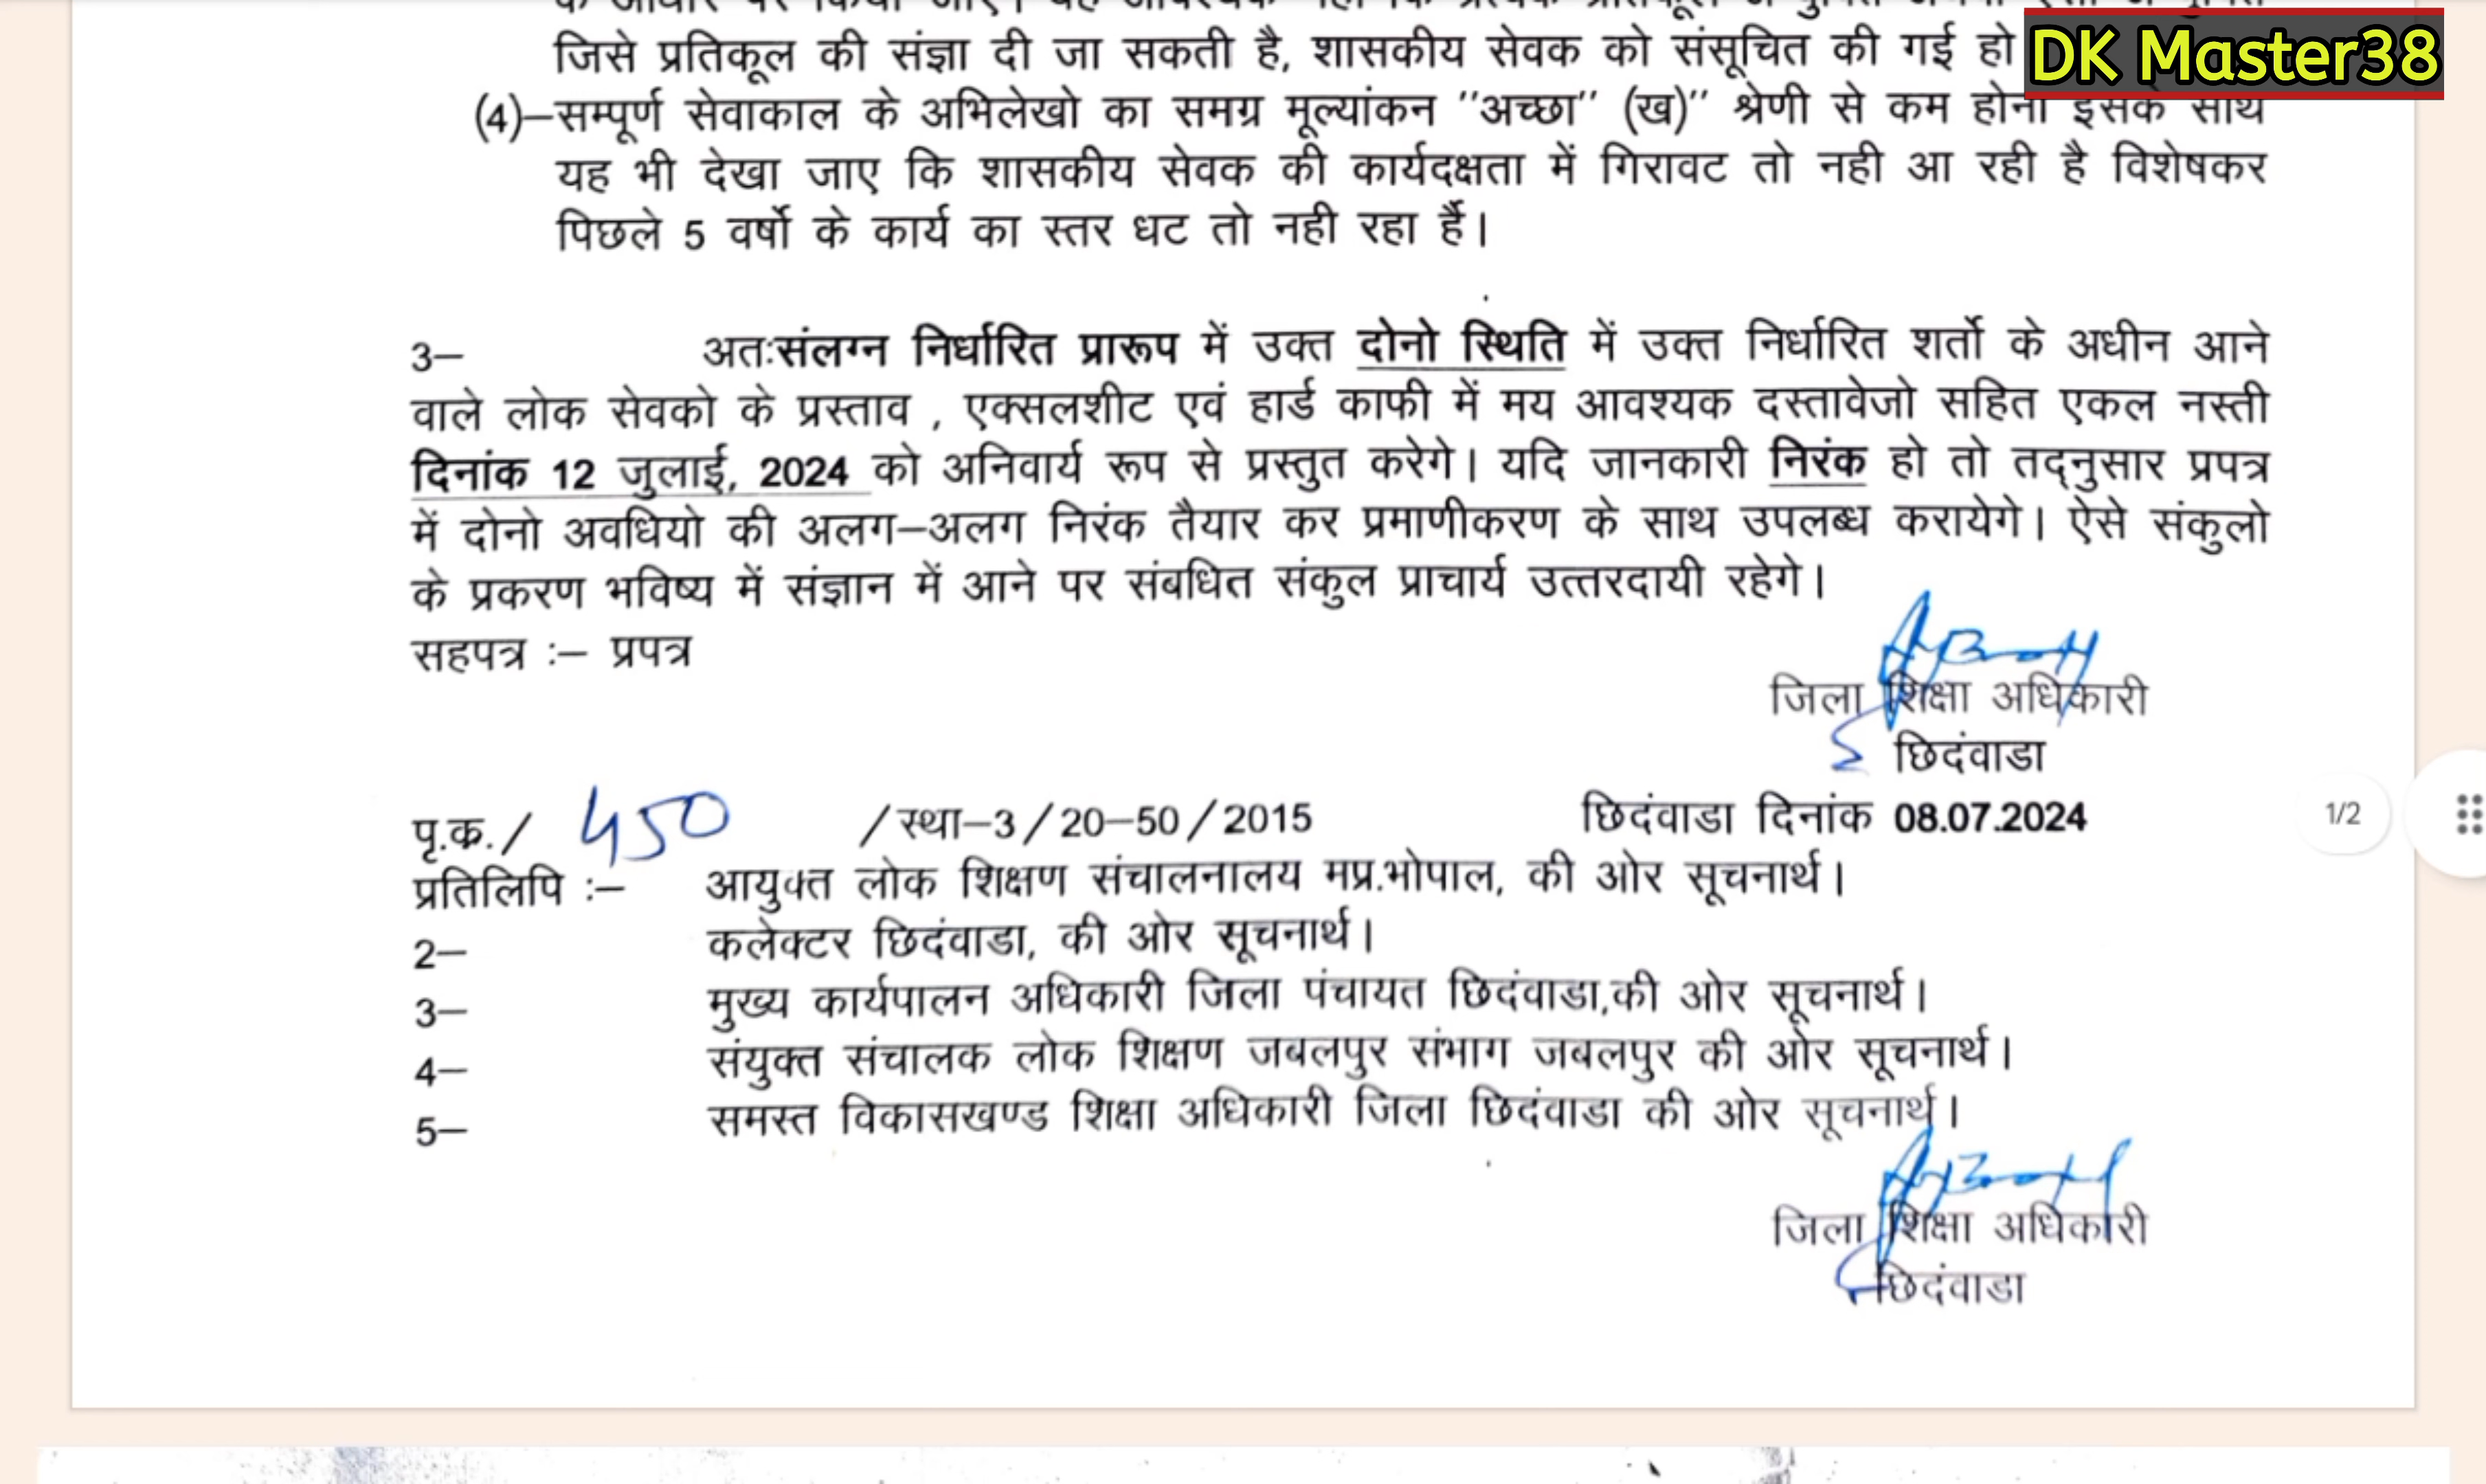 जिसे प्रतिकूल की संज्ञा दी जा सकती है, शासकीय सेवक को संसूचित की गई हो
DK Master38
(4)–सम्पूर्ण सेवाकाल के अभिलेखो का समग्र मूल्यांकन ''अच्छा'' (ख)'' श्रेणी से कम होना इसके साथ
यह भी देखा जाए कि शासकीय सेवक की कार्यदक्षता में गिरावट तो नही आ रही है विशेषकर
पिछले 5 वर्षो के कार्य का स्तर धट तो नही रहा हैं।
3– अतःसंलग्न निर्धारित प्रारूप में उक्त दोनो स्थिति में उक्त निर्धारित शर्तो के अधीन आने
वाले लोक सेवको के प्रस्ताव , एक्सलशीट एवं हार्ड काफी में मय आवश्यक दस्तावेजो सहित एकल नस्ती
दिनांक 12 जुलाई, 2024 को अनिवार्य रूप से प्रस्तुत करेगे। यदि जानकारी निरंक हो तो तद्नुसार प्रपत्र
में दोनो अवधियो की अलग–अलग निरंक तैयार कर प्रमाणीकरण के साथ उपलब्ध करायेगे। ऐसे संकुलो
के प्रकरण भविष्य में संज्ञान में आने पर संबधित संकुल प्राचार्य उत्तरदायी रहेगे।
सहपत्र :– प्रपत्र
जिला शिक्षा अधिकारी
छिदंवाडा
पृ.क./ 450 /स्था–3/20–50/2015 छिदंवाडा दिनांक 08.07.2024
1/2
प्रतिलिपि :– आयुक्त लोक शिक्षण संचालनालय मप्र.भोपाल, की ओर सूचनार्थ।
2– कलेक्टर छिदंवाडा, की ओर सूचनार्थ।
3– मुख्य कार्यपालन अधिकारी जिला पंचायत छिदंवाडा,की ओर सूचनार्थ।
4– संयुक्त संचालक लोक शिक्षण जबलपुर संभाग जबलपुर की ओर सूचनार्थ।
5– समस्त विकासखण्ड शिक्षा अधिकारी जिला छिदंवाडा की ओर सूचनार्थ।
जिला शिक्षा अधिकारी
छिदंवाडा